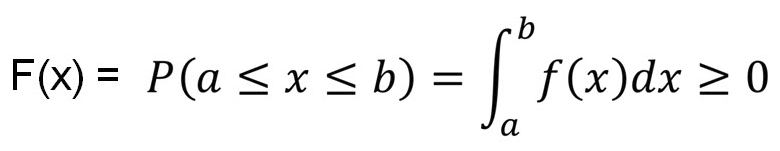 F(x) = P(a ≤ x ≤ b) = ∫_a^b f(x)dx ≥ 0